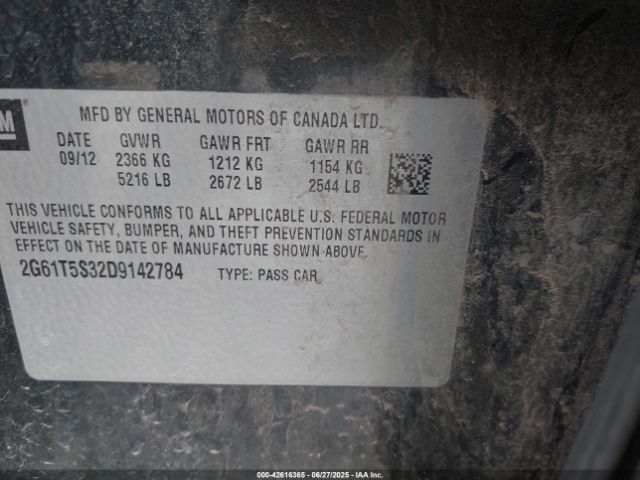 GM
MFD BY GENERAL MOTORS OF CANADA LTD.
DATE GVWR GAWR FRT GAWR RR
09/12 2366 KG 1212 KG 1154 KG
5216 LB 2672 LB 2544 LB
THIS VEHICLE CONFORMS TO ALL APPLICABLE U.S. FEDERAL MOTOR
VEHICLE SAFETY, BUMPER, AND THEFT PREVENTION STANDARDS IN
EFFECT ON THE DATE OF MANUFACTURE SHOWN ABOVE.
2G61T5S32D9142784 TYPE: PASS CAR
000-42616365 | 06/27/2025 | IAA Inc.